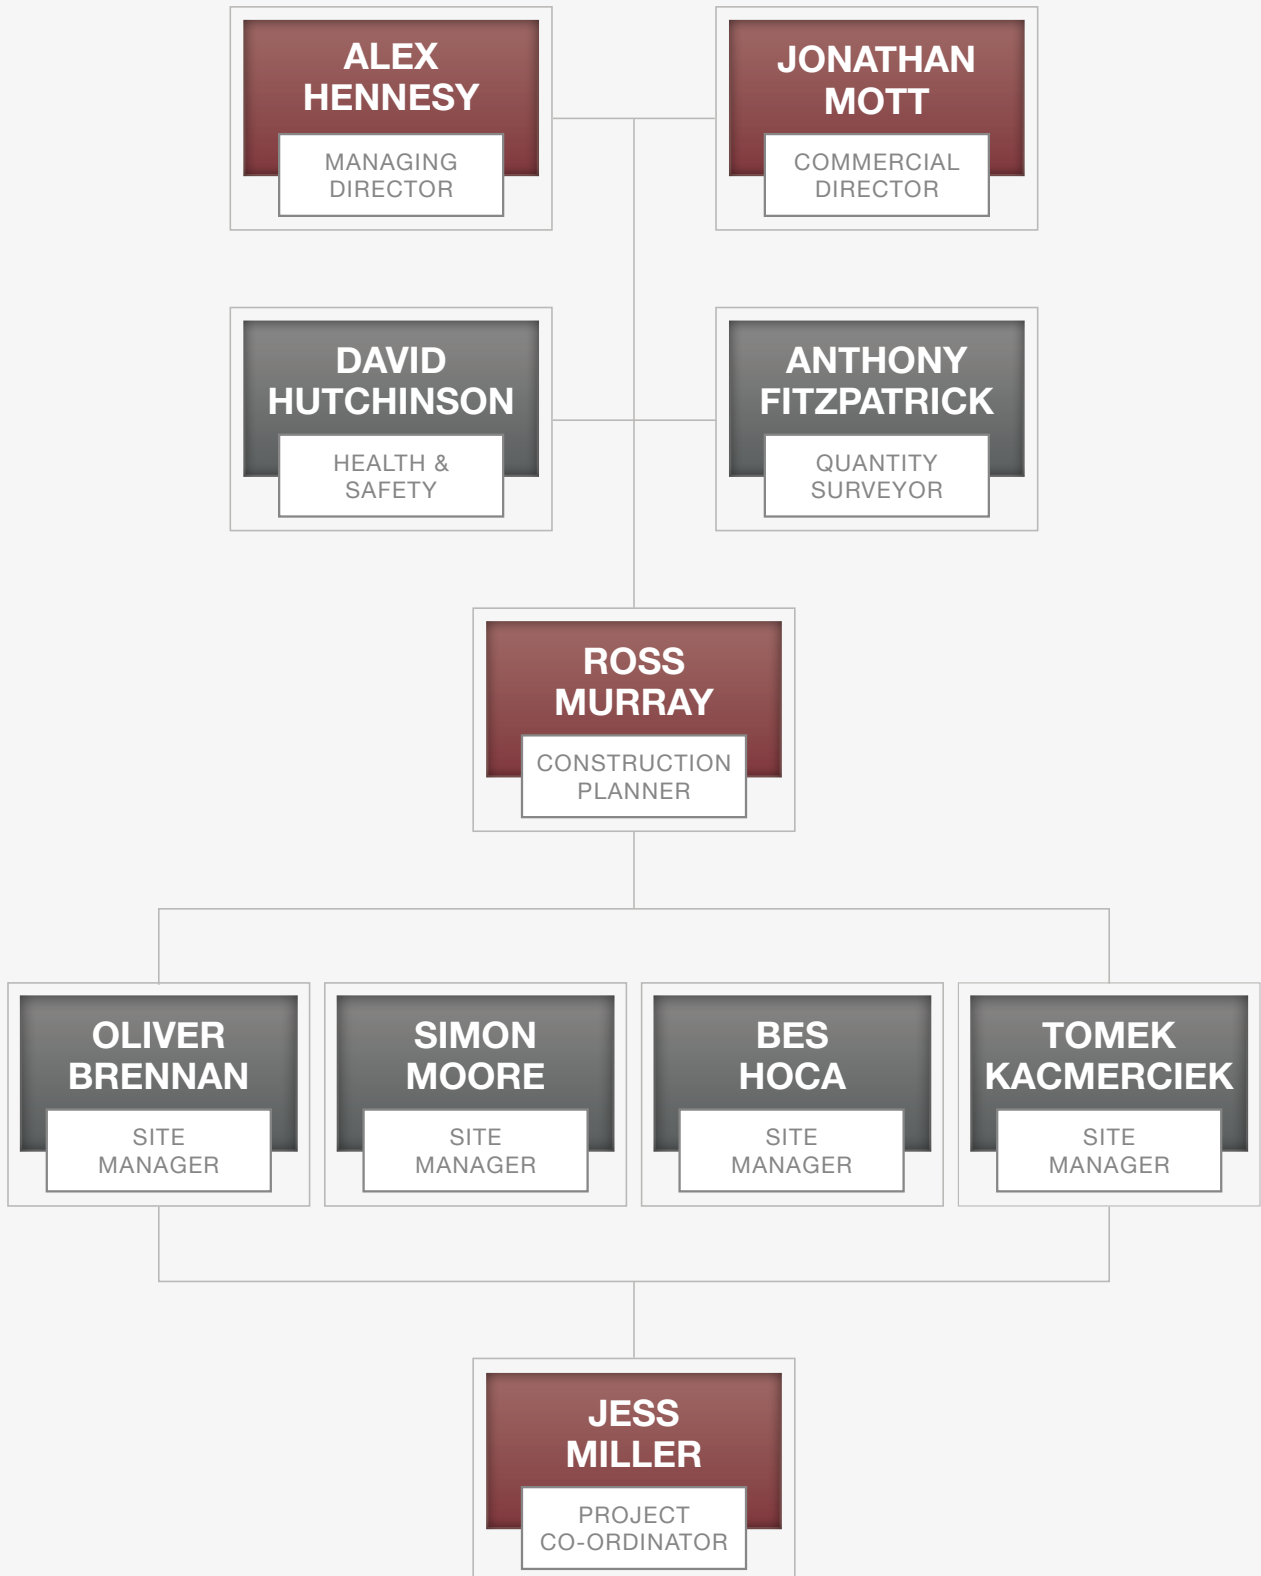 ALEX
HENNESY
MANAGING
DIRECTOR
JONATHAN
MOTT
COMMERCIAL
DIRECTOR
DAVID
HUTCHINSON
HEALTH &
SAFETY
ANTHONY
FITZPATRICK
QUANTITY
SURVEYOR
ROSS
MURRAY
CONSTRUCTION
PLANNER
OLIVER
BRENNAN
SITE
MANAGER
SIMON
MOORE
SITE
MANAGER
BES
HOCA
SITE
MANAGER
TOMEK
KACMERCIEK
SITE
MANAGER
JESS
MILLER
PROJECT
CO-ORDINATOR